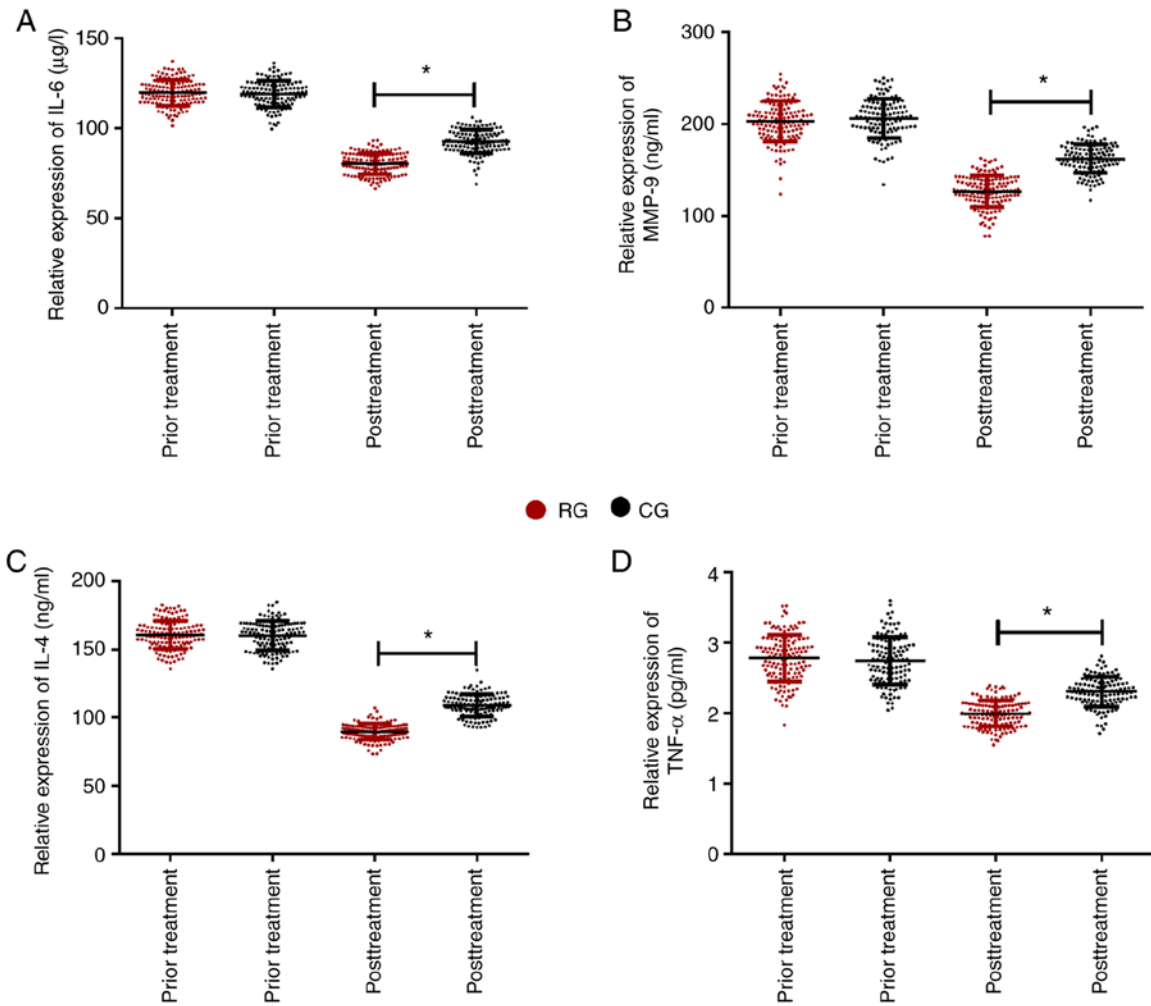 A
Relative expression of IL-6 (µg/l)
150
100
50
0
*
Prior treatment
Prior treatment
Posttreatment
Posttreatment
B
Relative expression of
MMP-9 (ng/ml)
300
200
100
0
*
Prior treatment
Prior treatment
Posttreatment
Posttreatment
RG CG
C
Relative expression of IL-4 (ng/ml)
200
150
100
50
0
*
Prior treatment
Prior treatment
Posttreatment
Posttreatment
D
Relative expression of
TNF-α (pg/ml)
4
3
2
1
0
*
Prior treatment
Prior treatment
Posttreatment
Posttreatment